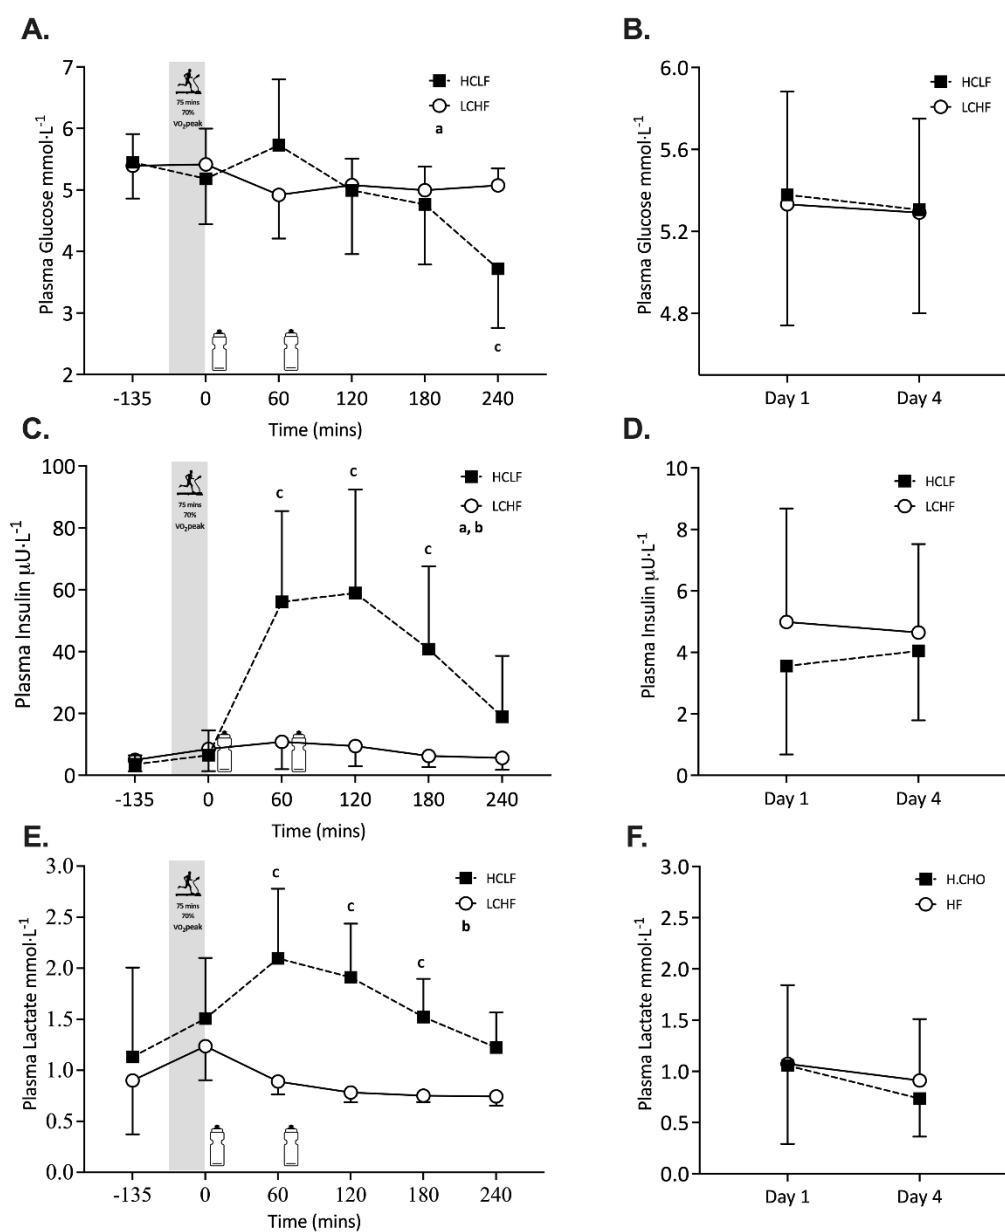 A.
Plasma Glucose mmol·L⁻¹
7
6
5
4
3
2
75 mins
70%
VO₂peak
HCLF
LCHF
a
c
-135 0 60 120 180 240
Time (mins)
B.
Plasma Glucose mmol·L⁻¹
6.0
5.6
5.2
4.8
HCLF
LCHF
Day 1 Day 4
C.
Plasma Insulin µU·L⁻¹
100
80
60
40
20
0
75 mins
70%
VO₂peak
c c c
HCLF
LCHF
a, b
-135 0 60 120 180 240
Time (mins)
D.
Plasma Insulin µU·L⁻¹
10
8
6
4
2
0
HCLF
LCHF
Day 1 Day 4
E.
Plasma Lactate mmol·L⁻¹
3.0
2.5
2.0
1.5
1.0
0.5
0.0
75 mins
70%
VO₂peak
c c c
HCLF
LCHF
b
-135 0 60 120 180 240
Time (mins)
F.
Plasma Lactate mmol·L⁻¹
3.0
2.5
2.0
1.5
1.0
0.5
0.0
H.CHO
HF
Day 1 Day 4